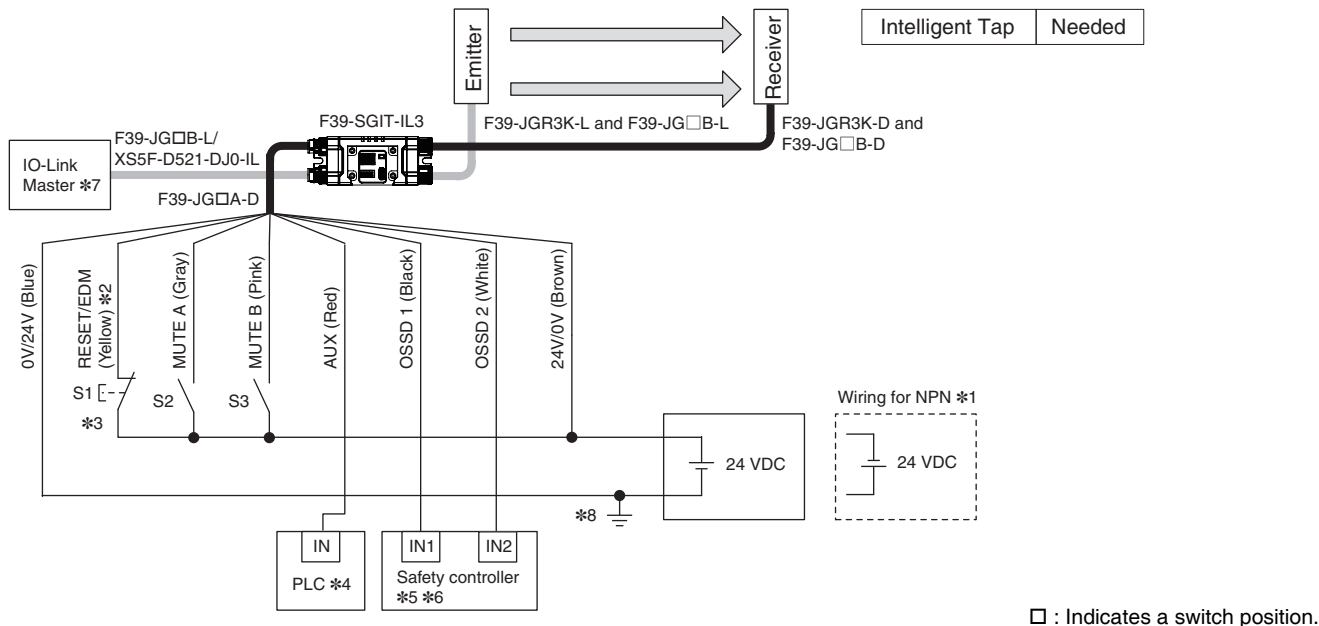 Intelligent Tap Needed
Emitter
Receiver
F39-SGIT-IL3
F39-JGR3K-L and F39-JG□B-L
F39-JGR3K-D and
F39-JG□B-D
F39-JG□B-L/
XS5F-D521-DJ0-IL
IO-Link
Master ✻7
F39-JG□A-D
0V/24V (Blue)
RESET/EDM
(Yellow) ✻2
MUTE A (Gray)
MUTE B (Pink)
AUX (Red)
OSSD 1 (Black)
OSSD 2 (White)
24V/0V (Brown)
S1
✻3
S2
S3
24 VDC
Wiring for NPN ✻1
24 VDC
✻8
IN
PLC ✻4
IN1
IN2
Safety controller
✻5 ✻6
□ : Indicates a switch position.